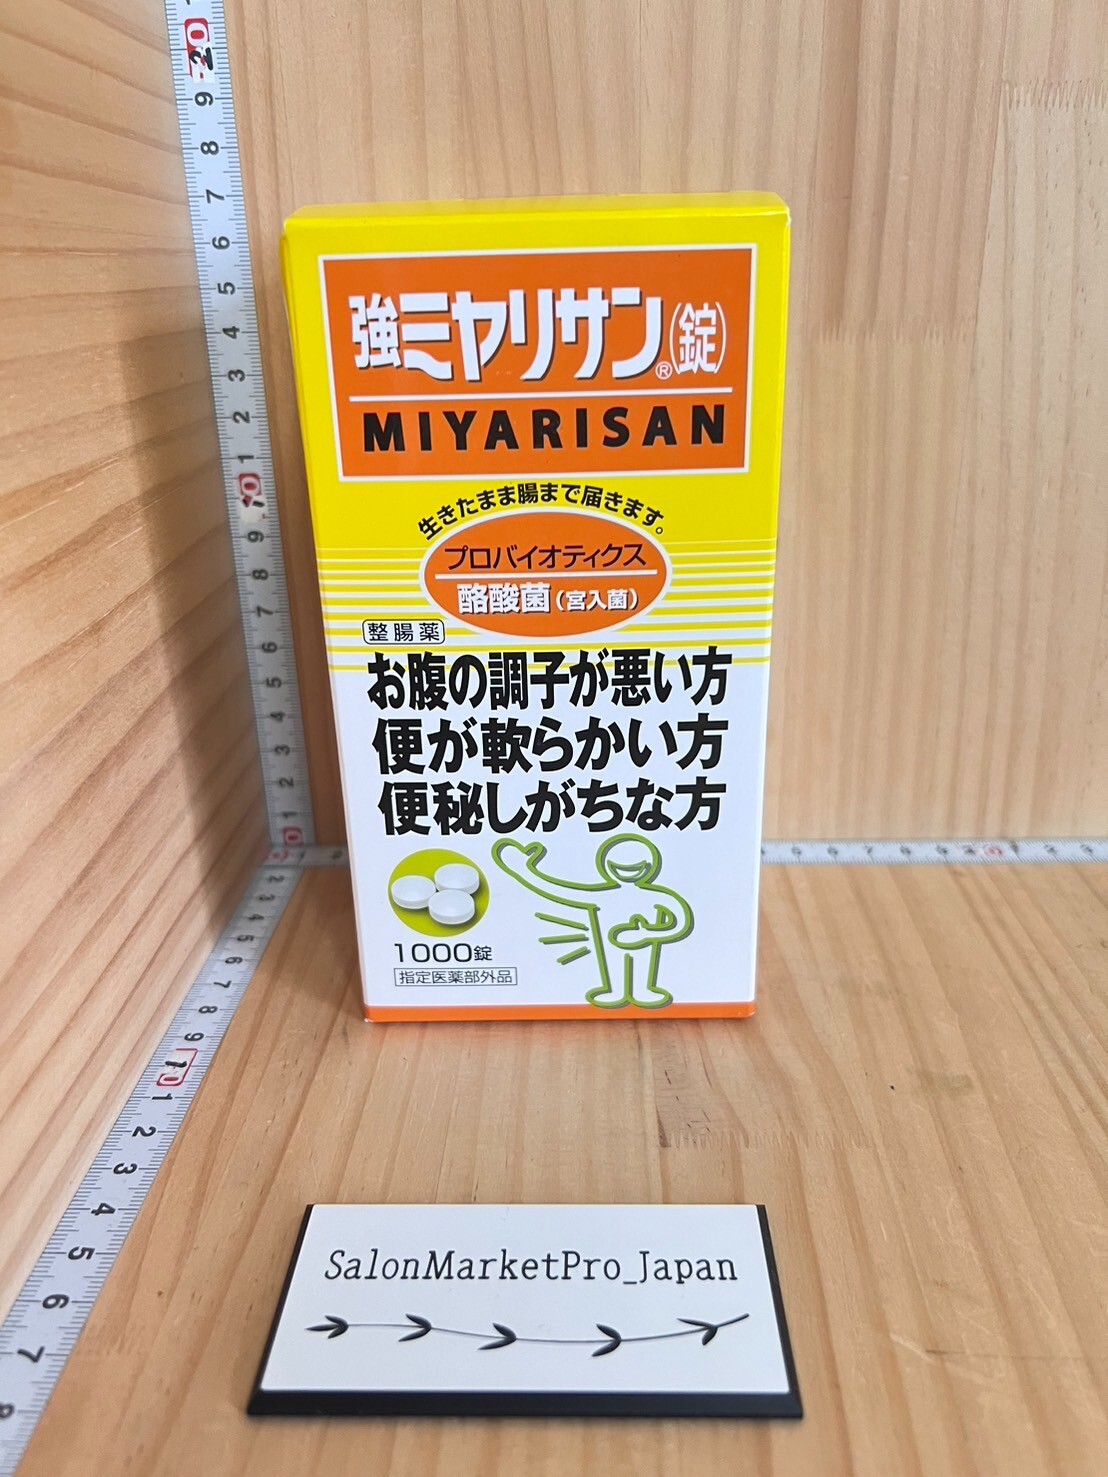 強ミヤリサン®(錠)
MIYARISAN
生きたまま腸まで届きます。
プロバイオティクス
酪酸菌(宮入菌)
整腸薬
お腹の調子が悪い方
便が軟らかい方
便秘しがちな方
1000錠
指定医薬部外品
SalonMarketPro_Japan